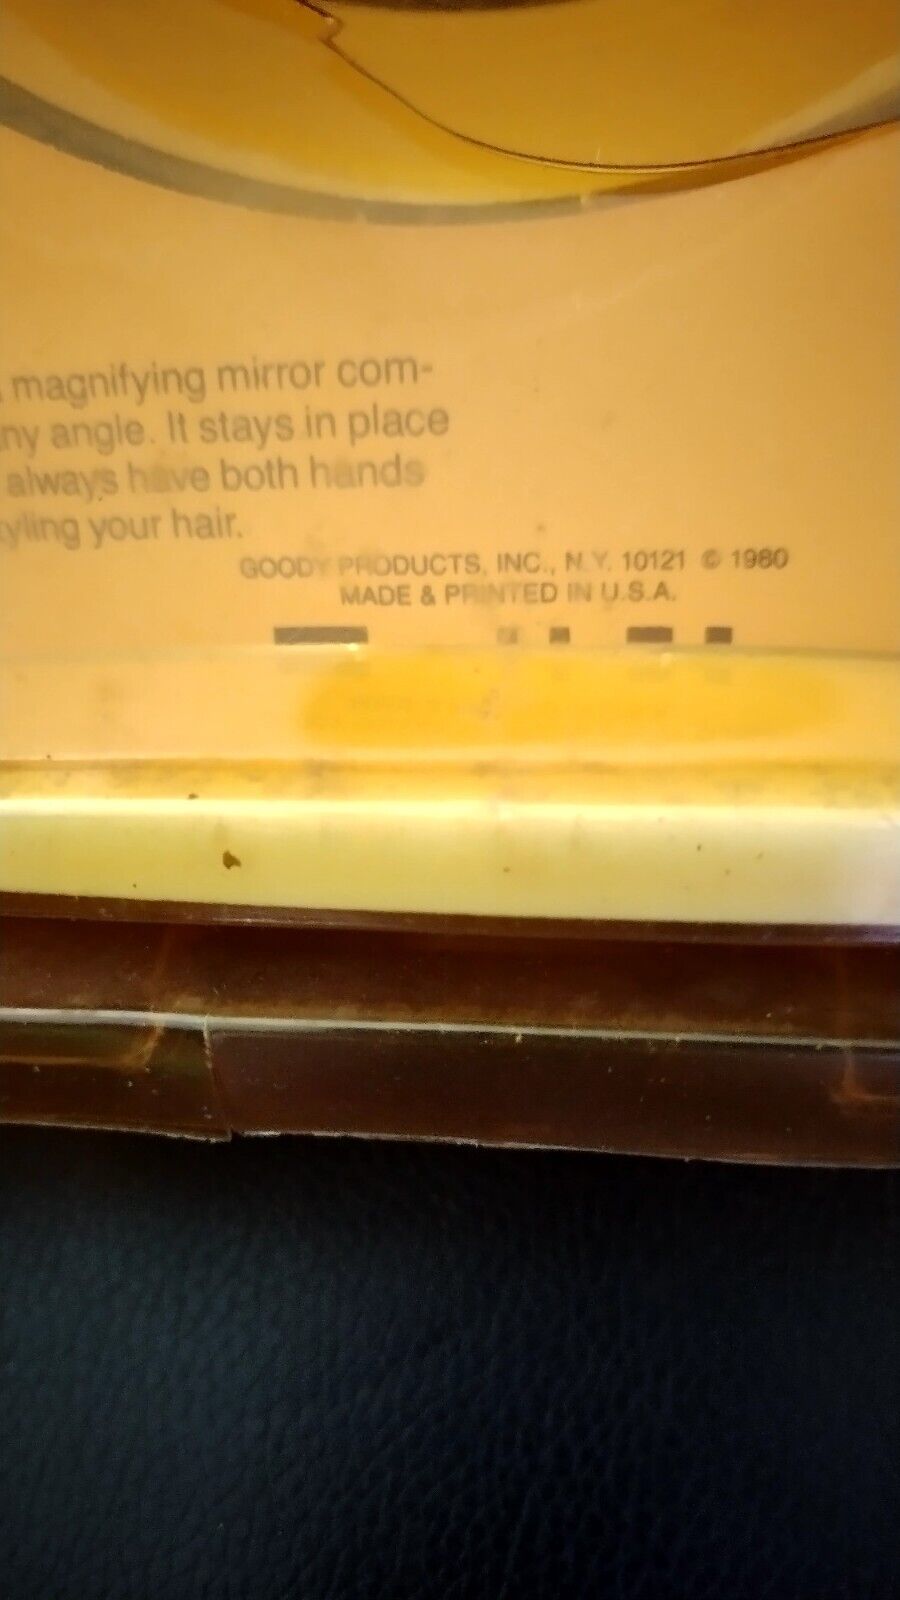 magnifying mirror com-
ny angle. It stays in place
always have both hands
yling your hair.
GOODY PRODUCTS, INC., N.Y. 10121 © 1980
MADE & PRINTED IN U.S.A.